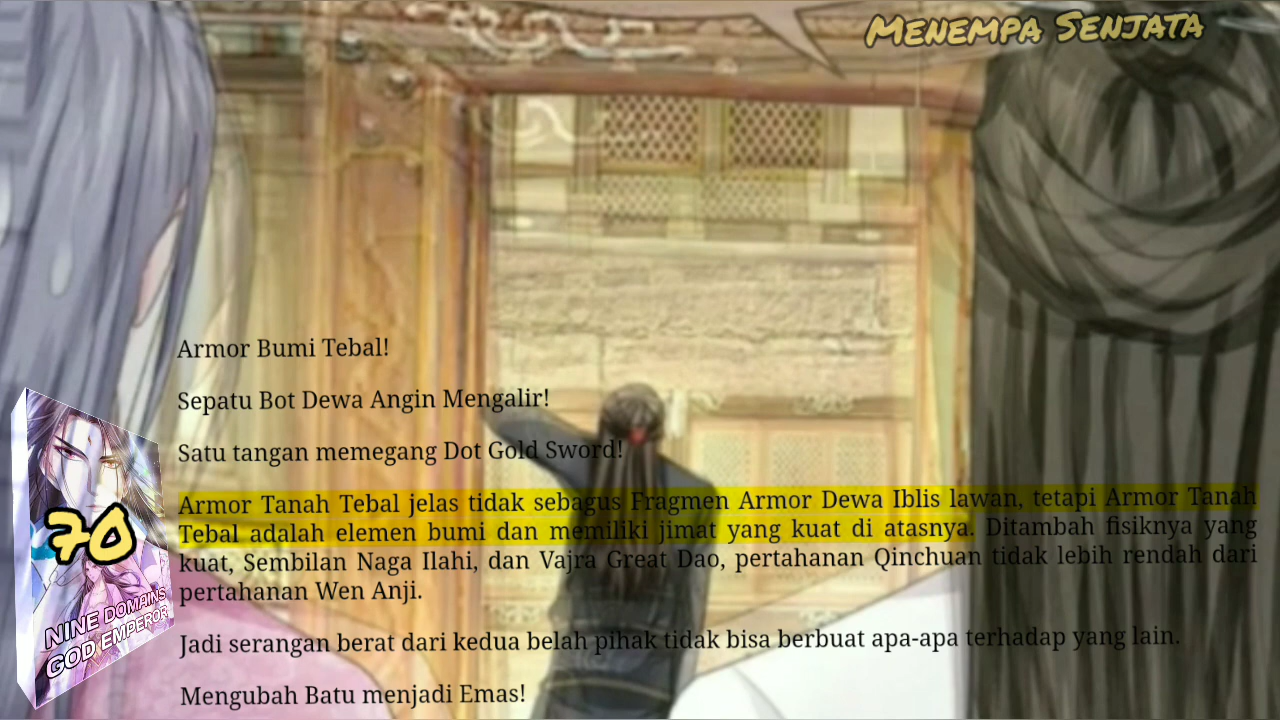 Menempa Senjata
Armor Bumi Tebal!
Sepatu Bot Dewa Angin Mengalir!
Satu tangan memegang Dot Gold Sword!
Armor Tanah Tebal jelas tidak sebagus Fragmen Armor Dewa Iblis lawan, tetapi Armor Tanah
Tebal adalah elemen bumi dan memiliki jimat yang kuat di atasnya. Ditambah fisiknya yang
kuat, Sembilan Naga Ilahi, dan Vajra Great Dao, pertahanan Qinchuan tidak lebih rendah dari
pertahanan Wen Anji.
Jadi serangan berat dari kedua belah pihak tidak bisa berbuat apa-apa terhadap yang lain.
Mengubah Batu menjadi Emas!
70
NINE DOMAINS
GOD EMPEROR